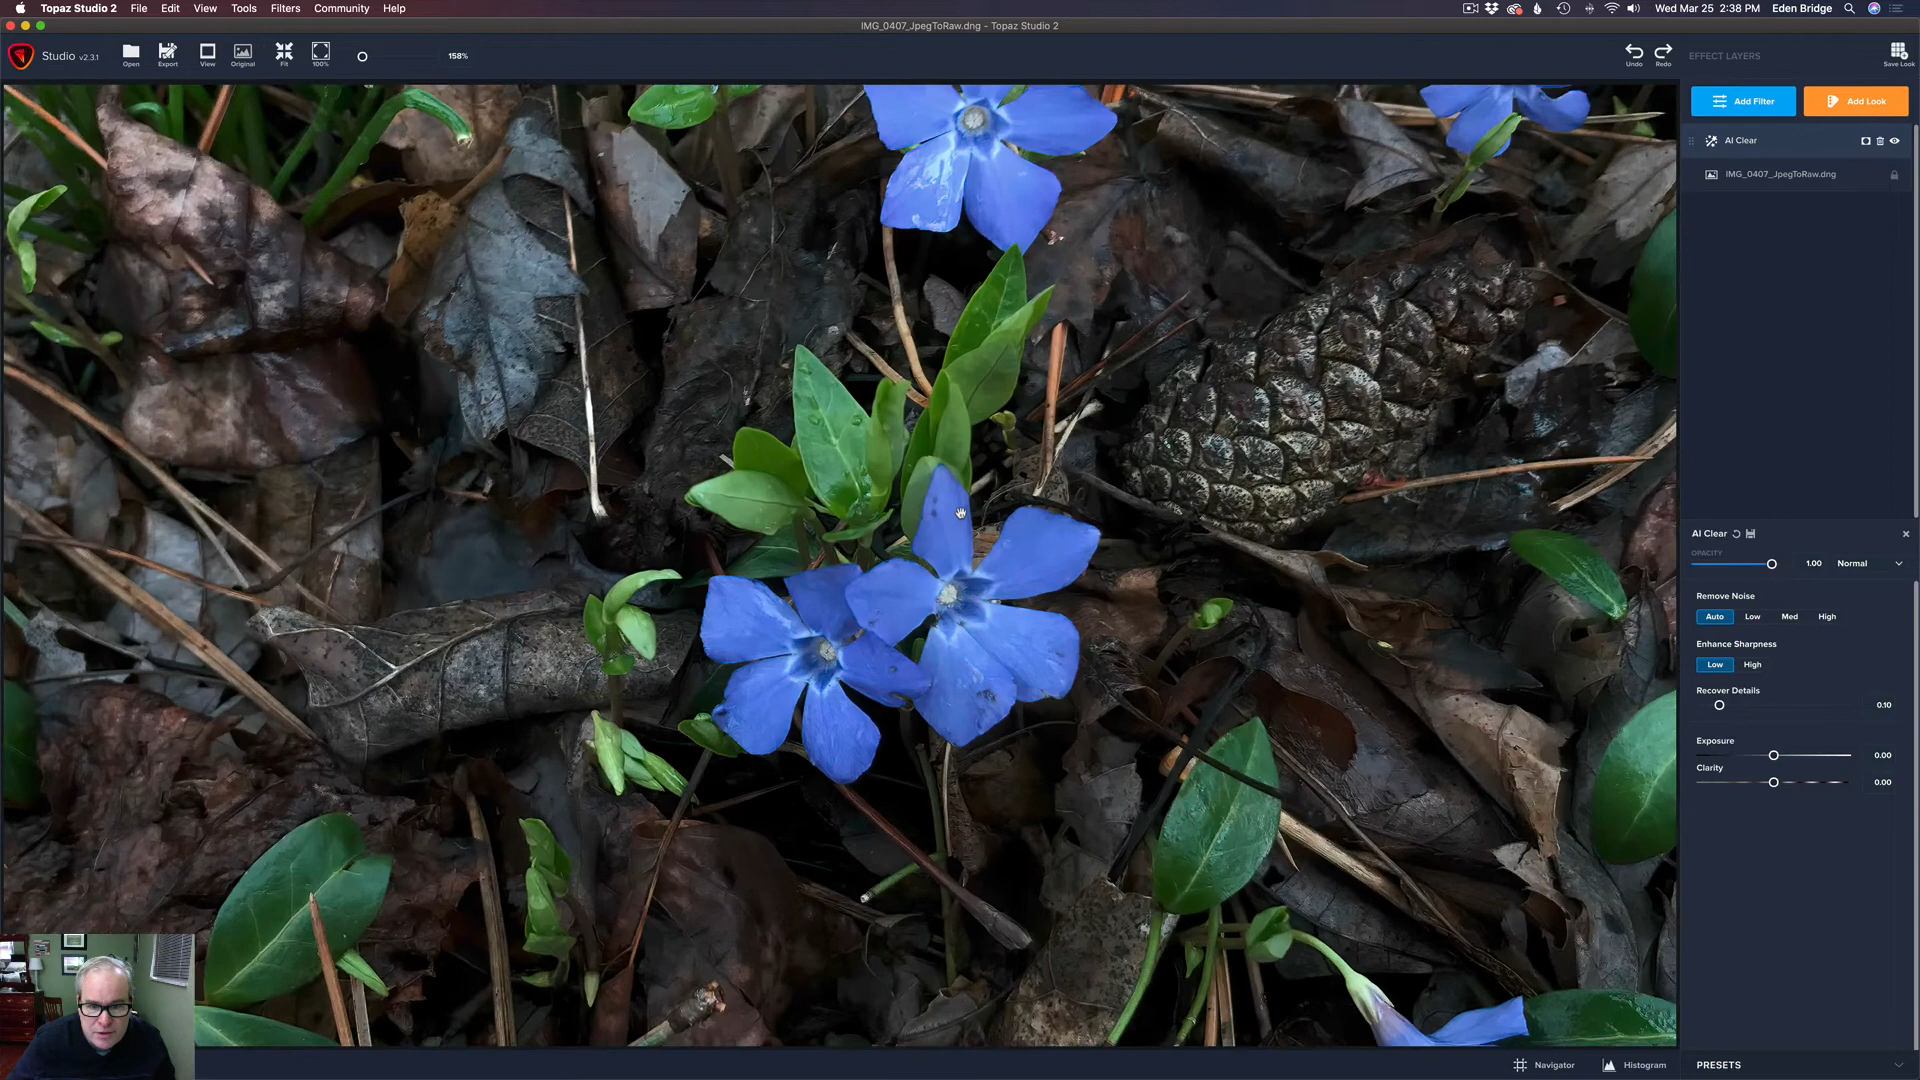 Topaz Studio 2 File Edit View Tools Filters Community Help Wed Mar 25 2:38 PM Eden Bridge
IMG_0407_JpegToRaw.dng - Topaz Studio 2
Studio v2.3.1
Open
Export
View
Original
Fit
100%
158%
Undo
Redo
EFFECT LAYERS
Save Look
Add Filter
Add Look
AI Clear
IMG_0407_JpegToRaw.dng
AI Clear
OPACITY
1.00 Normal
Remove Noise
Auto Low Med High
Enhance Sharpness
Low High
Recover Details
0.10
Exposure
0.00
Clarity
0.00
Navigator Histogram PRESETS